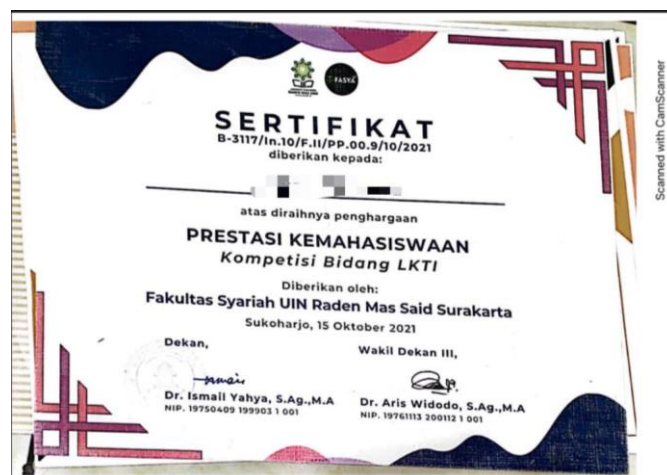 FASYA
SERTIFIKAT
B-3117/In.10/F.II/PP.00.9/10/2021
diberikan kepada:
atas diraihnya penghargaan
PRESTASI KEMAHASISWAAN
Kompetisi Bidang LKTI
Diberikan oleh:
Fakultas Syariah UIN Raden Mas Said Surakarta
Sukoharjo, 15 Oktober 2021
Dekan,
Dr. Ismail Yahya, S.Ag.,M.A
NIP. 19750409 199903 1 001
Wakil Dekan III,
Dr. Aris Widodo, S.Ag.,M.A
NIP. 19761113 200112 1 001
Scanned with CamScanner